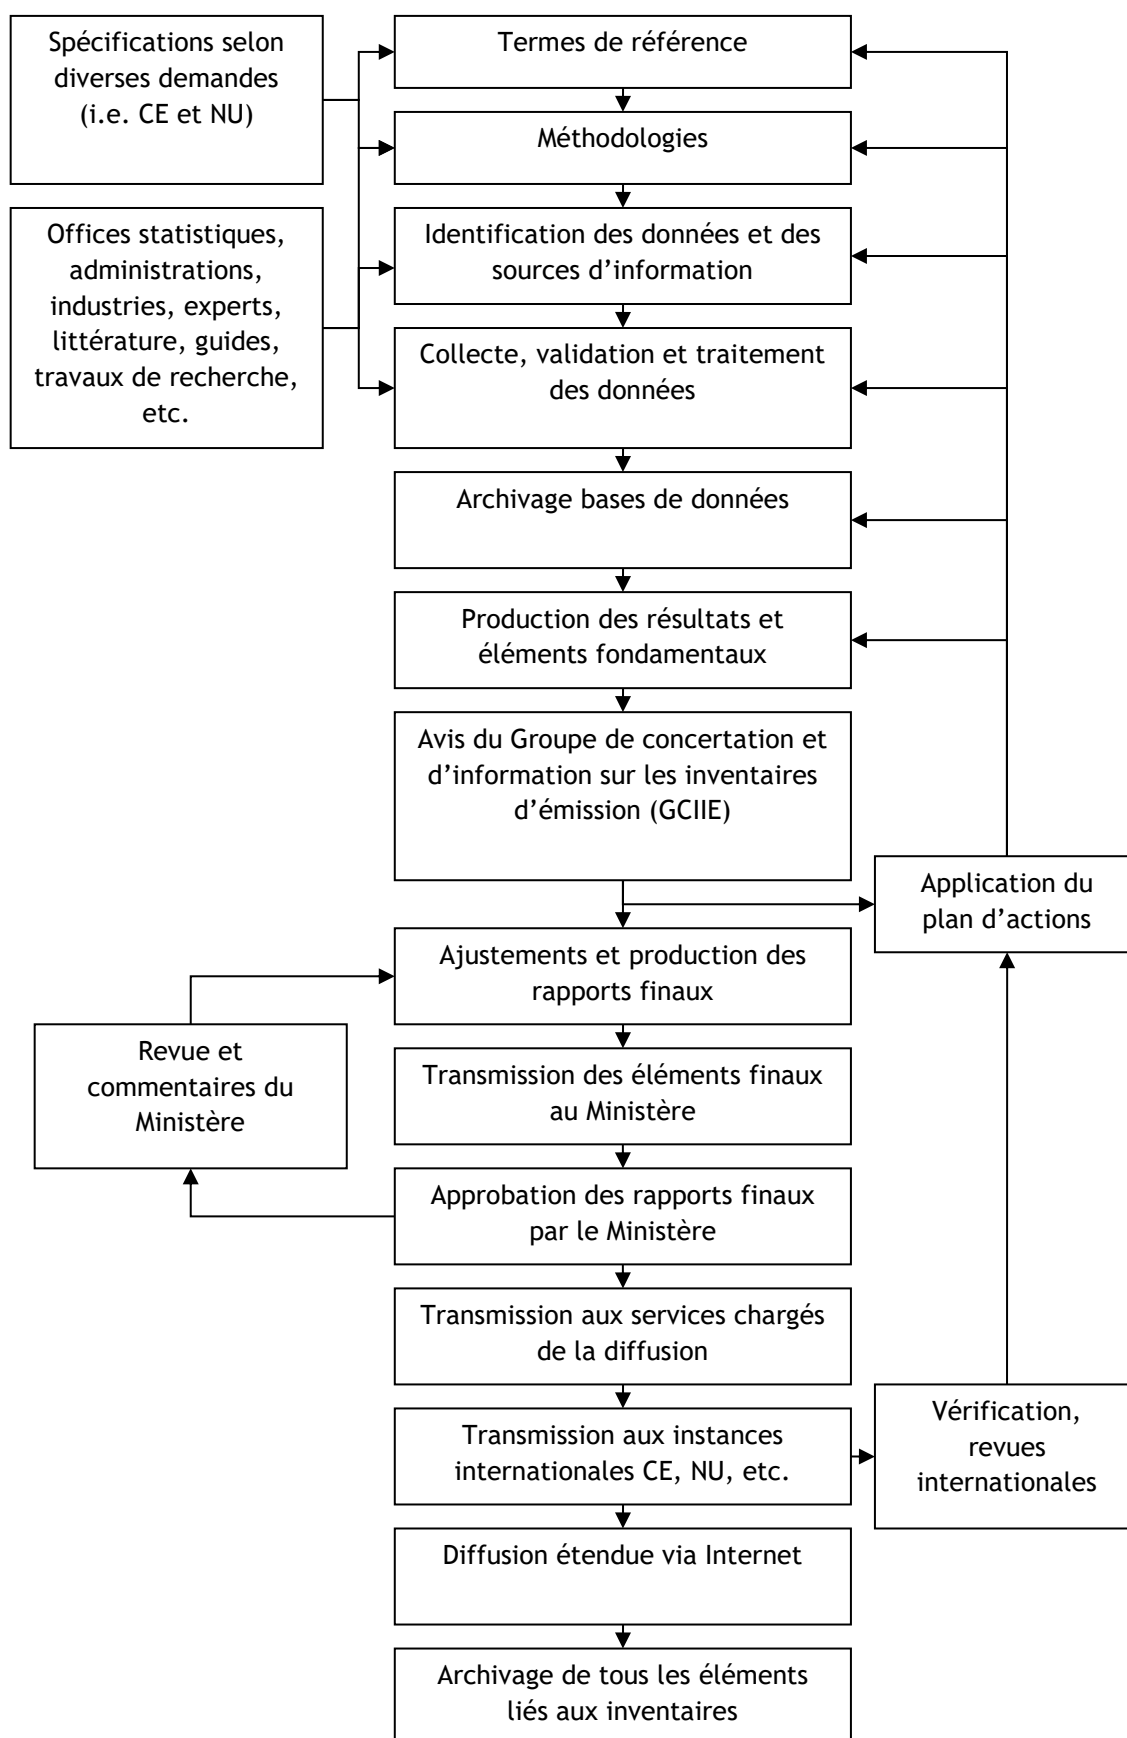 Spécifications selon
diverses demandes
(i.e. CE et NU)
Termes de référence
Méthodologies
Offices statistiques,
administrations,
industries, experts,
littérature, guides,
travaux de recherche,
etc.
Identification des données et des
sources d’information
Collecte, validation et traitement
des données
Archivage bases de données
Production des résultats et
éléments fondamentaux
Avis du Groupe de concertation et
d’information sur les inventaires
d’émission (GCIIE)
Application du
plan d’actions
Ajustements et production des
rapports finaux
Revue et
commentaires du
Ministère
Transmission des éléments finaux
au Ministère
Approbation des rapports finaux
par le Ministère
Transmission aux services chargés
de la diffusion
Transmission aux instances
internationales CE, NU, etc.
Vérification,
revues
internationales
Diffusion étendue via Internet
Archivage de tous les éléments
liés aux inventaires